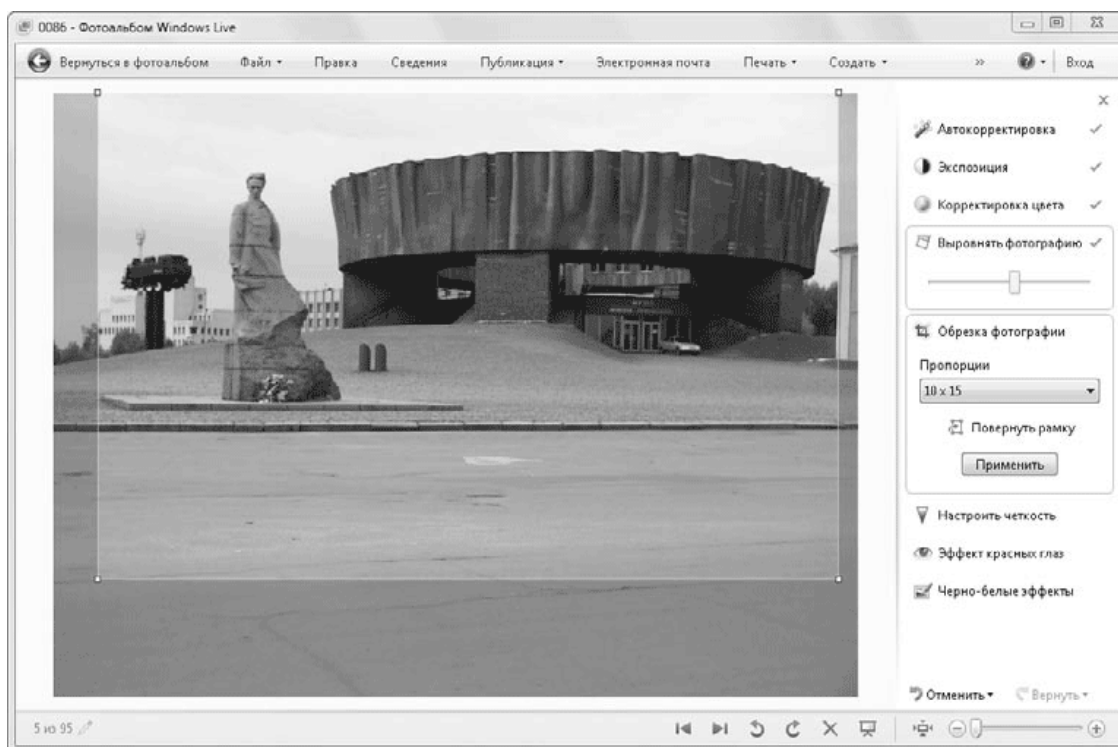 0086 - Фотоальбом Windows Live
Вернуться в фотоальбом Файл Правка Сведения Публикация Электронная почта Печать Создать » Вход
Автокорректировка
Экспозиция
Корректировка цвета
Выровнять фотографию
Обрезка фотографии
Пропорции
10 x 15
Повернуть рамку
Применить
Настроить четкость
Эффект красных глаз
Черно-белые эффекты
Отменить Вернуть
5 из 95